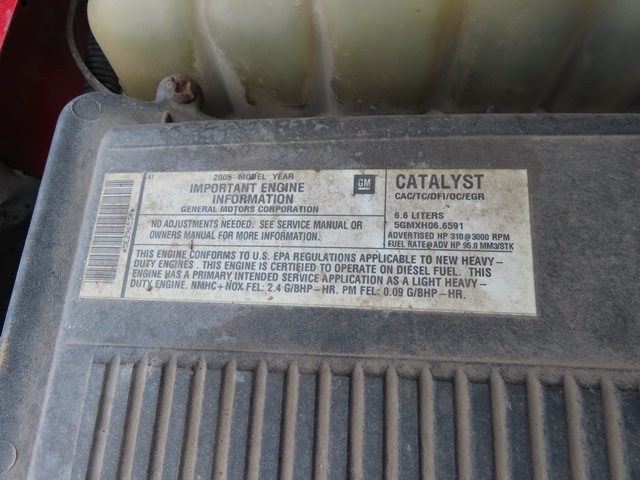 A1
2005 MODEL YEAR
IMPORTANT ENGINE
INFORMATION
GENERAL MOTORS CORPORATION
NO ADJUSTMENTS NEEDED. SEE SERVICE MANUAL OR
OWNERS MANUAL FOR MORE INFORMATION.
GM
CATALYST
CAC/TC/DFI/OC/EGR
6.6 LITERS
5GMXH06.6591
ADVERTISED HP 310@3000 RPM
FUEL RATE@ADV HP 95.0 MM3/STK
THIS ENGINE CONFORMS TO U.S. EPA REGULATIONS APPLICABLE TO NEW HEAVY-
DUTY ENGINES. THIS ENGINE IS CERTIFIED TO OPERATE ON DIESEL FUEL. THIS
ENGINE HAS A PRIMARY INTENDED SERVICE APPLICATION AS A LIGHT HEAVY-
DUTY ENGINE. NMHC+NOX FEL: 2.4 G/BHP-HR. PM FEL: 0.09 G/BHP-HR.